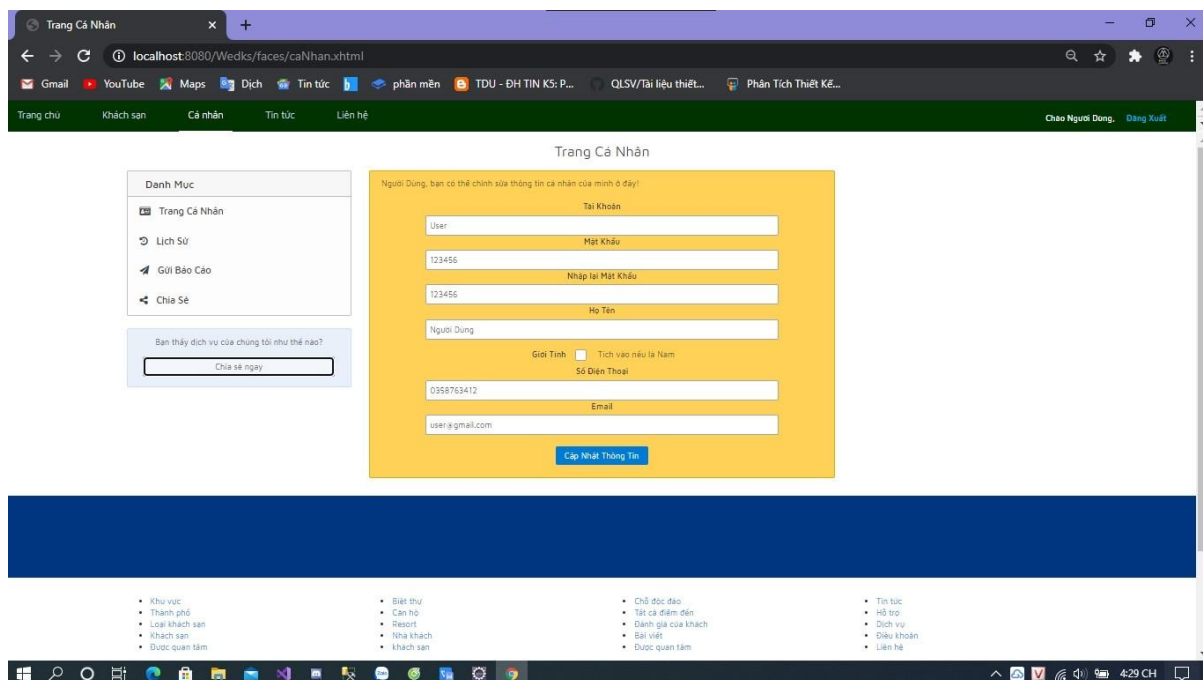 Trang Cá Nhân
localhost:8080/Wedks/faces/caNhan.xhtml
Gmail YouTube Maps Dịch Tin tức phần mền TDU - ĐH TIN K5: P... QLSV/Tài liệu thiết... Phân Tích Thiết Kế...
Trang chủ Khách sạn Cá nhân Tin tức Liên hệ Chào Người Dùng, Đăng Xuất
Trang Cá Nhân
Danh Mục
Trang Cá Nhân
Lịch Sử
Gửi Báo Cáo
Chia Sẻ
Bạn thấy dịch vụ của chúng tôi như thế nào?
Chia sẻ ngay
Người Dùng, bạn có thể chỉnh sửa thông tin cá nhân của mình ở đây!
Tài Khoản
User
Mật Khẩu
123456
Nhập lại Mật Khẩu
123456
Họ Tên
Người Dùng
Giới Tính Tích vào nếu là Nam
Số Điện Thoại
0358763412
Email
user@gmail.com
Cập Nhật Thông Tin
Khu vực
Thành phố
Loại khách sạn
Khách sạn
Được quan tâm
Biệt thự
Căn hộ
Resort
Nhà khách
khách sạn
Chỗ độc đáo
Tất cả điểm đến
Đánh giá của khách
Bài viết
Được quan tâm
Tin tức
Hỗ trợ
Dịch vụ
Điều khoản
Liên hệ
4:29 CH